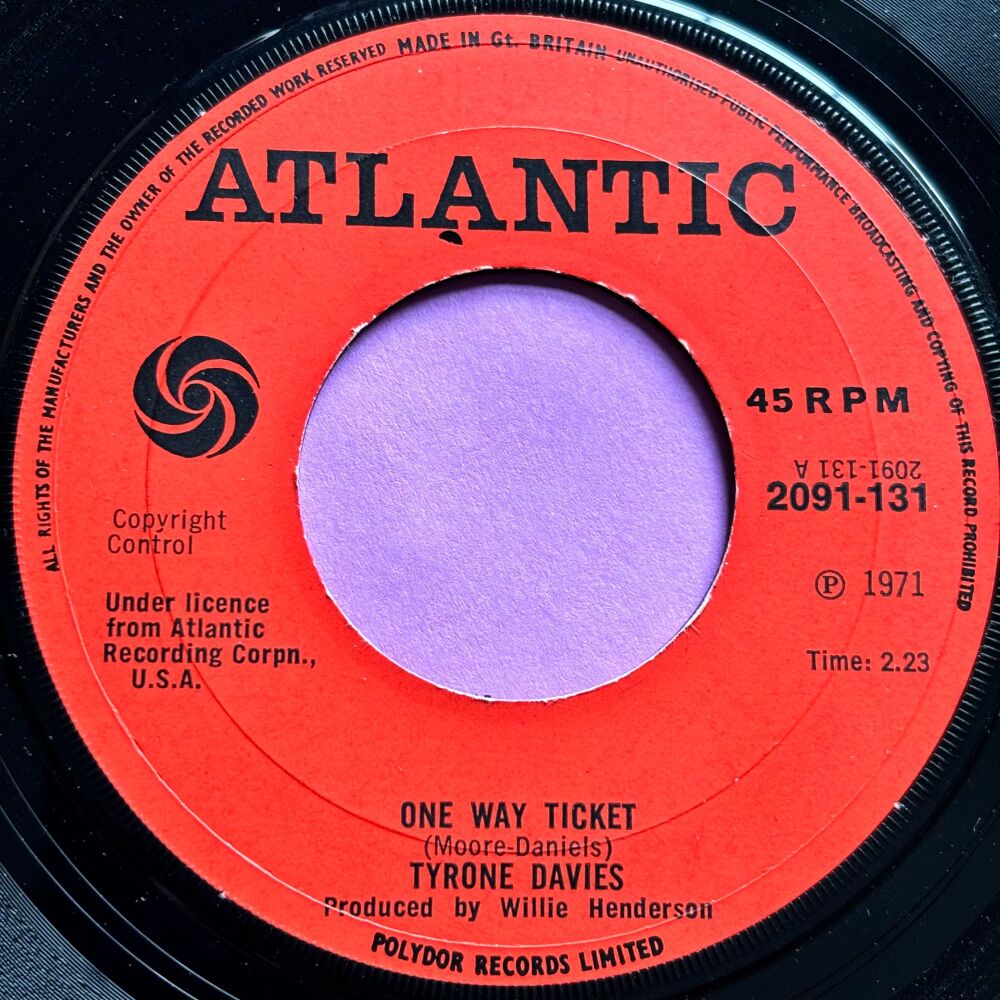 ALL RIGHTS OF THE MANUFACTURERS AND THE OWNER OF THE RECORDED WORK RESERVED MADE IN Gt. BRITAIN UNAUTHORISED PUBLIC PERFORMANCE BROADCASTING AND COPYING OF THIS RECORD PROHIBITED
ATLANTIC
45 RPM
2091-131 A
2091-131
Ⓟ 1971
Time: 2.23
Copyright
Control
Under licence
from Atlantic
Recording Corpn.,
U.S.A.
ONE WAY TICKET
(Moore-Daniels)
TYRONE DAVIES
Produced by Willie Henderson
POLYDOR RECORDS LIMITED